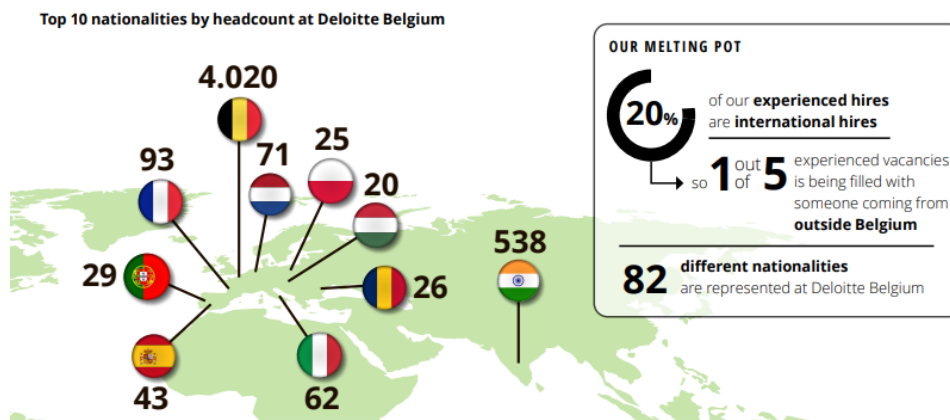 Top 10 nationalities by headcount at Deloitte Belgium
4.020
93
71
25
20
29
538
26
43
62
OUR MELTING POT
20%
of our experienced hires
are international hires
so 1 out of 5
experienced vacancies
is being filled with
someone coming from
outside Belgium
82
different nationalities
are represented at Deloitte Belgium